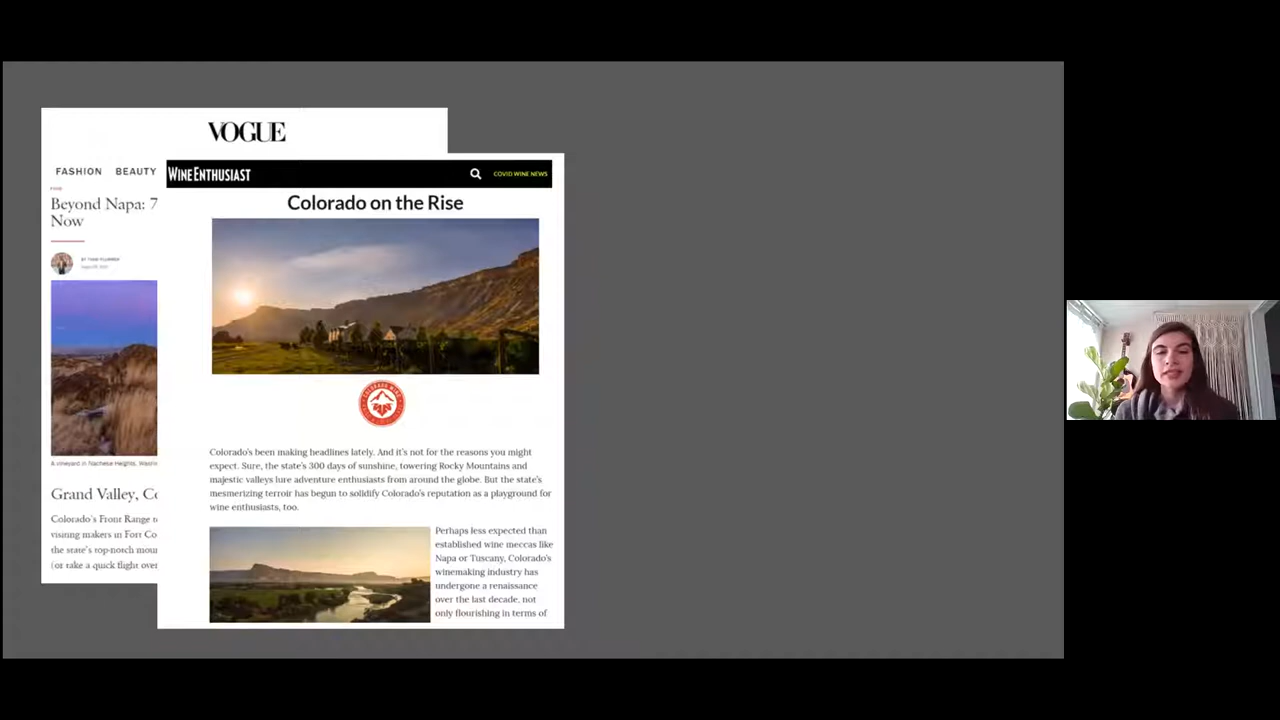 VOGUE
FASHION BEAUTY
Beyond Napa: 7
Now
A vineyard in Naches Heights,
Grand Valley, Co
Colorado's Front Range
visiting makers in Fort Co
the state's top-notch
(or take a quick flight over
WINE ENTHUSIAST
COVID WINE NEWS
Colorado on the Rise
COLORADO WINE
Colorado's been making headlines lately. And it's not for the reasons you might
expect. Sure, the state's 300 days of sunshine, towering Rocky Mountains and
majestic valleys lure adventure enthusiasts from around the globe. But the state's
mesmerizing terroir has begun to solidify Colorado's reputation as a playground for
wine enthusiasts, too.
Perhaps less expected than
established wine meccas like
Napa or Tuscany, Colorado's
winemaking industry has
undergone a renaissance
over the last decade, not
only flourishing in terms of